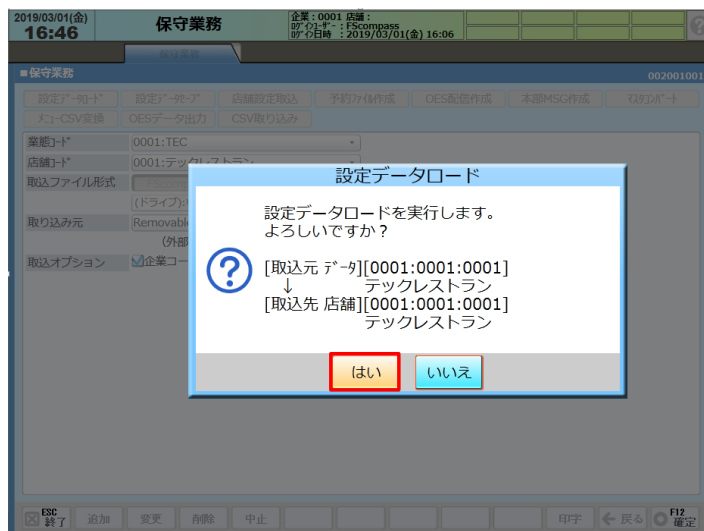 2019/03/01(金)
16:46
保守業務
企業：0001 店舗：
ﾛｸﾞｲﾝﾕｰｻﾞｰ：FScompass
ﾛｸﾞｲﾝ日時 ：2019/03/01(金) 16:06
保守業務
■保守業務
002001001
設定ﾃﾞｰﾀﾛｰﾄﾞ 設定ﾃﾞｰﾀｾｰﾌﾞ 店舗設定取込 予約ﾌｧｲﾙ作成 OES配信作成 本部MSG作成 ﾏｽﾀｺﾝﾊﾞｰﾄ
ﾒﾆｭｰCSV変換 OESデータ出力 CSV取り込み
業態ｺｰﾄﾞ 0001:TEC
店舗ｺｰﾄﾞ 0001:テックレストラン
取込ファイル形式
(ドライブ):
取り込み元 Removabl
(外部
取込オプション 企業コー
設定データロード
設定データロードを実行します。
よろしいですか？
[取込元 ﾃﾞｰﾀ][0001:0001:0001]
↓ テックレストラン
[取込先 店舗][0001:0001:0001]
テックレストラン
はい いいえ
ESC 終了 追加 変更 削除 中止 印字 戻る F12 確定